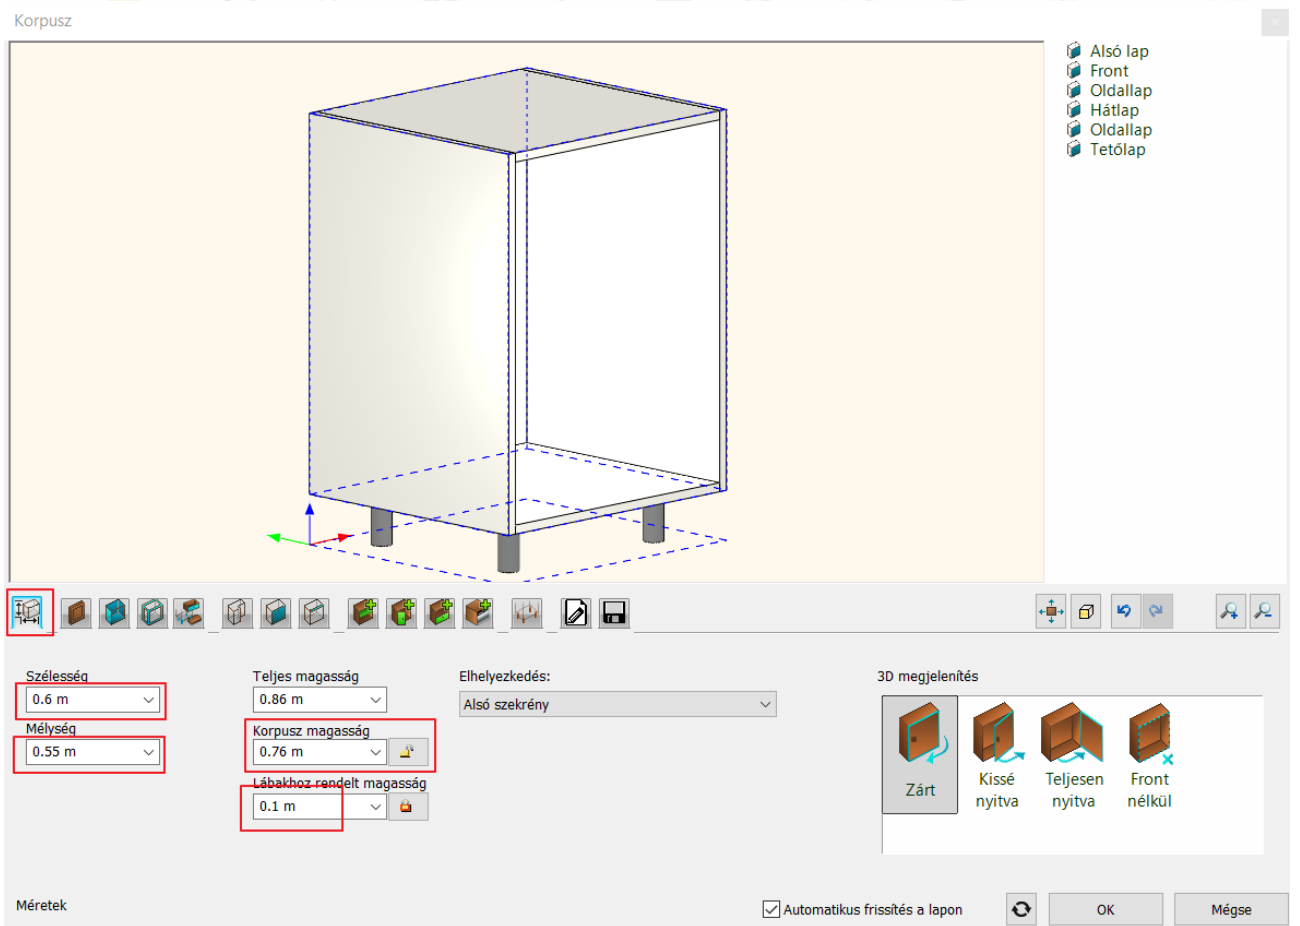 Korpusz
Alsó lap
Front
Oldallap
Hátlap
Oldallap
Tetőlap
Szélesség
0.6 m
Mélység
0.55 m
Teljes magasság
0.86 m
Korpusz magasság
0.76 m
Lábakhoz rendelt magasság
0.1 m
Elhelyezkedés:
Alsó szekrény
3D megjelenítés
Zárt
Kissé
nyitva
Teljesen
nyitva
Front
nélkül
Méretek
Automatikus frissítés a lapon
OK
Mégse